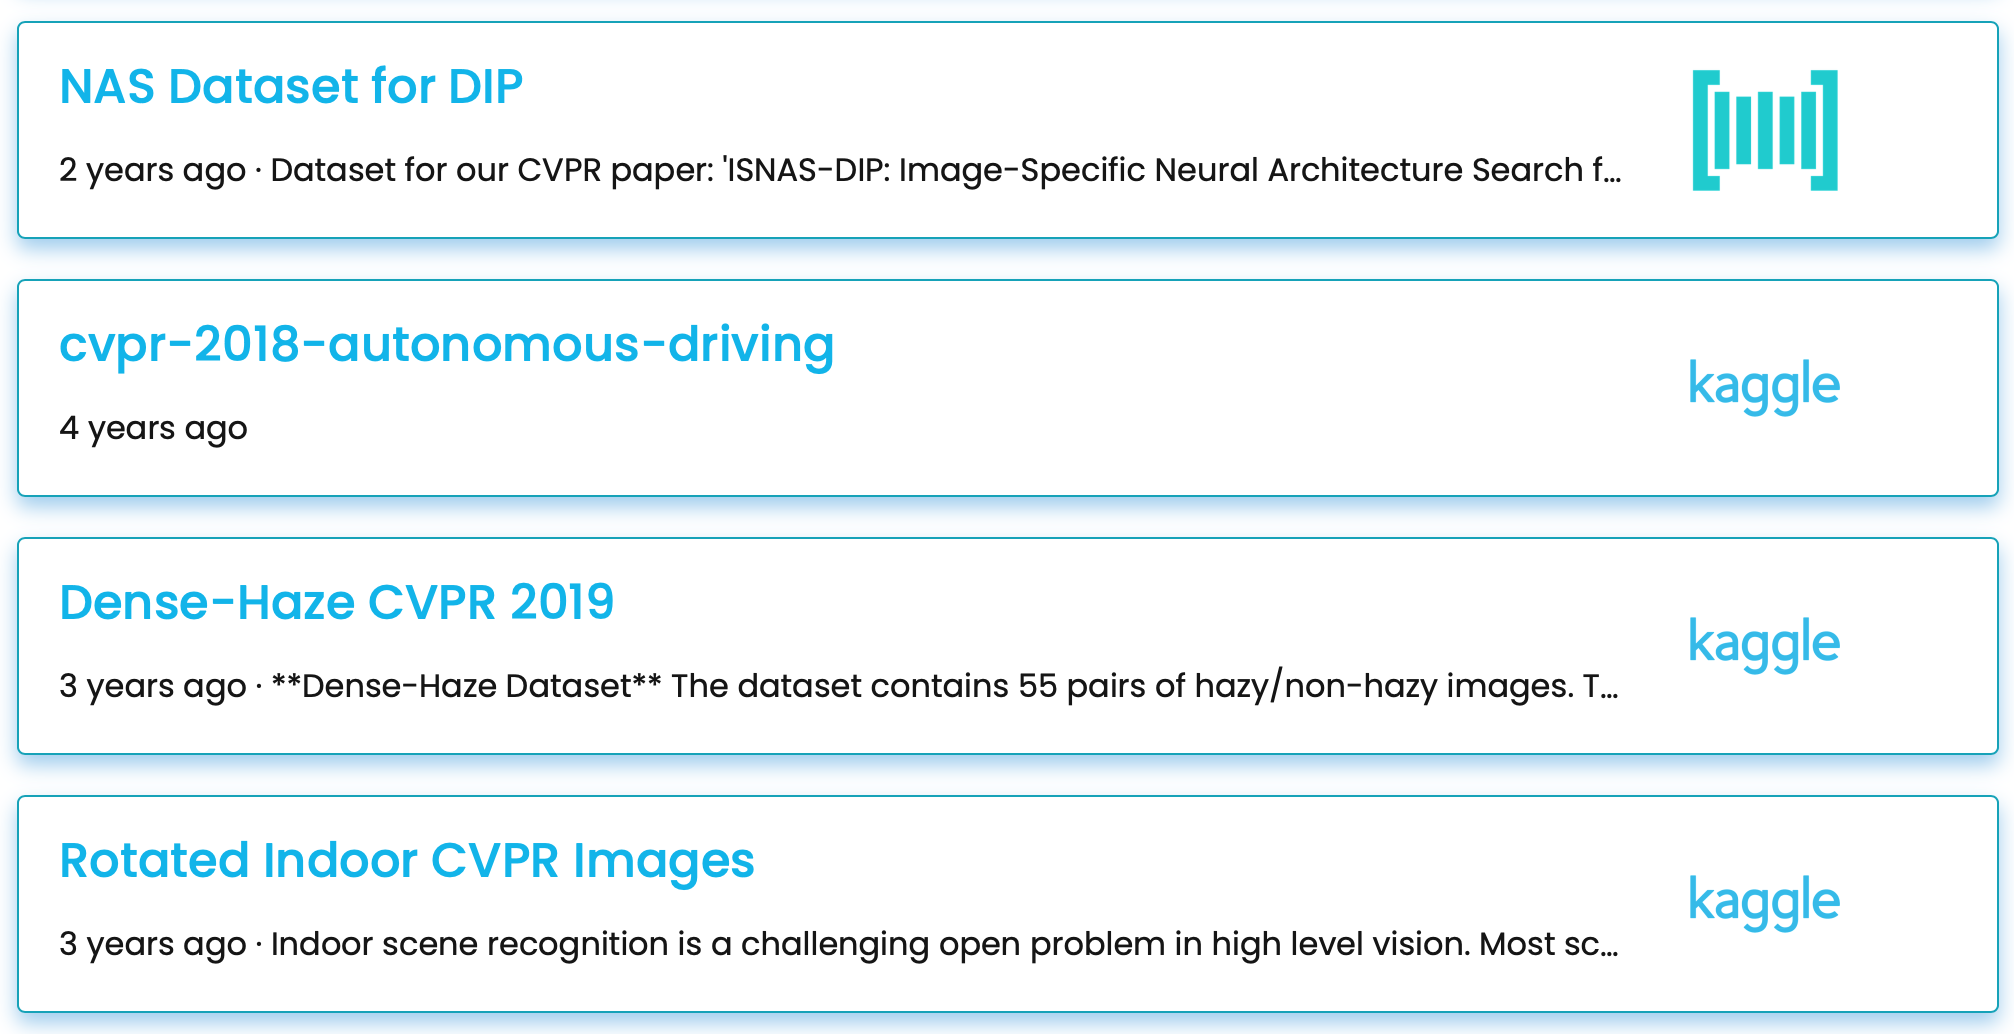 NAS Dataset for DIP
2 years ago · Dataset for our CVPR paper: 'ISNAS-DIP: Image-Specific Neural Architecture Search f...
cvpr-2018-autonomous-driving
kaggle
4 years ago
Dense-Haze CVPR 2019
kaggle
3 years ago · **Dense-Haze Dataset** The dataset contains 55 pairs of hazy/non-hazy images. T...
Rotated Indoor CVPR Images
kaggle
3 years ago · Indoor scene recognition is a challenging open problem in high level vision. Most sc...